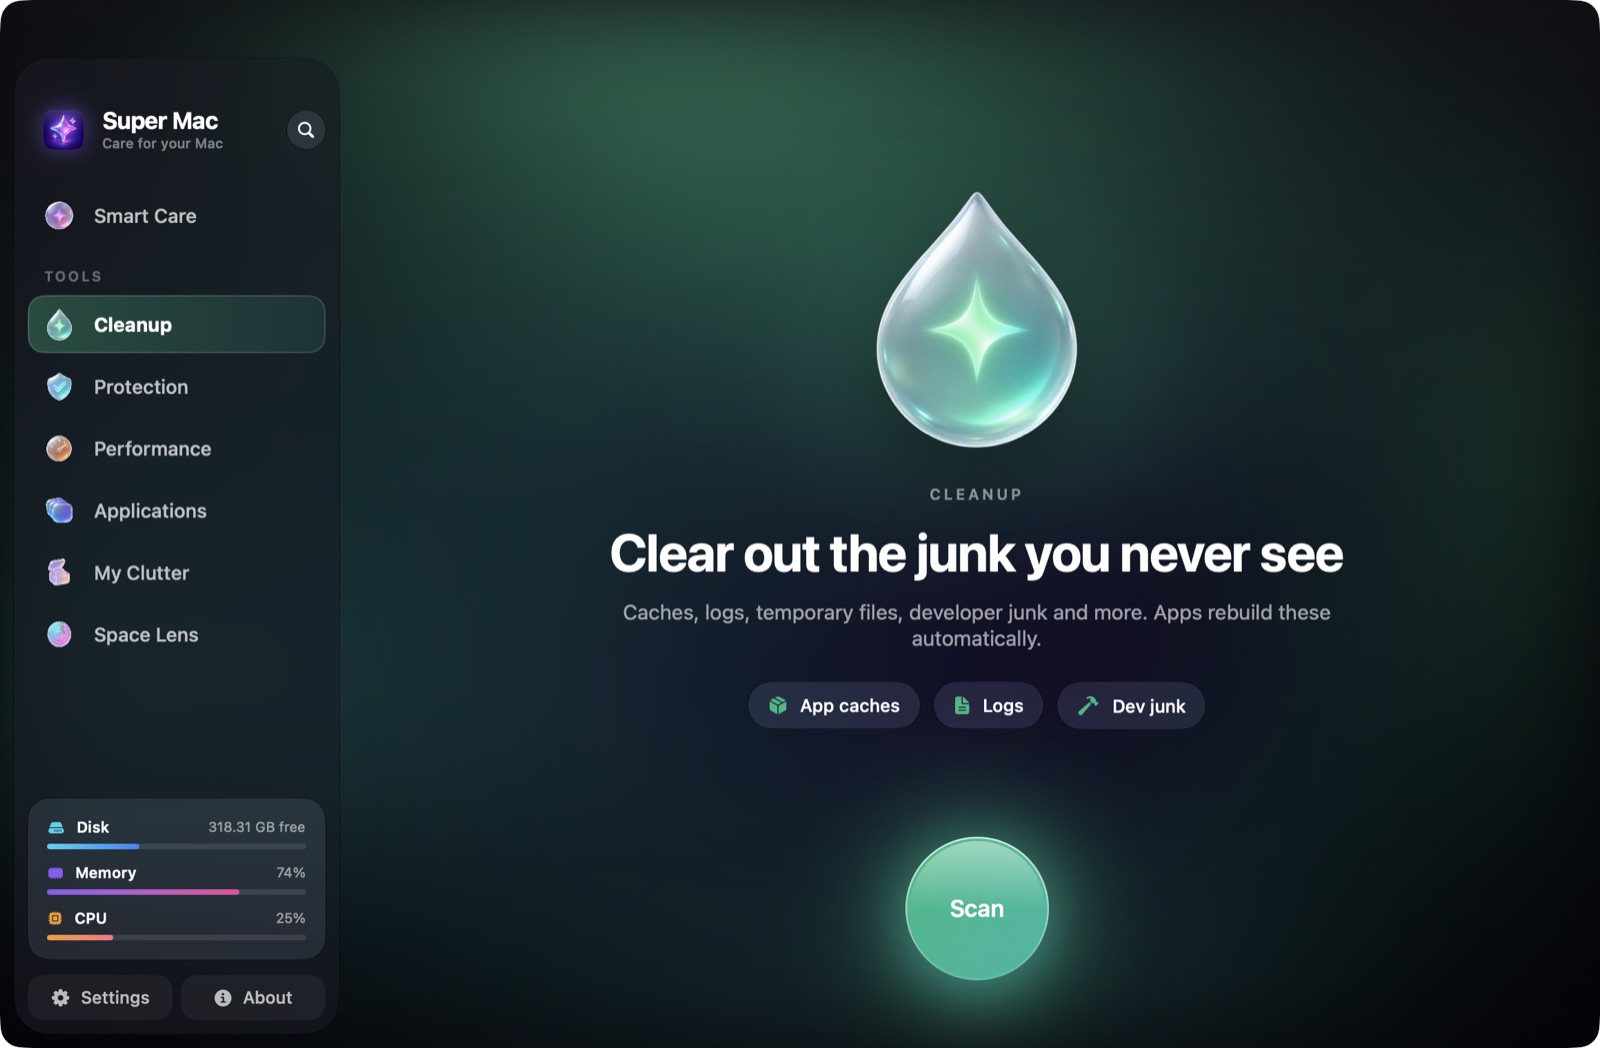 Super Mac
Care for your Mac
Smart Care
TOOLS
Cleanup
Protection
Performance
Applications
My Clutter
Space Lens
Disk 318.31 GB free
Memory 74%
CPU 25%
Settings
About
CLEANUP
Clear out the junk you never see
Caches, logs, temporary files, developer junk and more. Apps rebuild these
automatically.
App caches
Logs
Dev junk
Scan